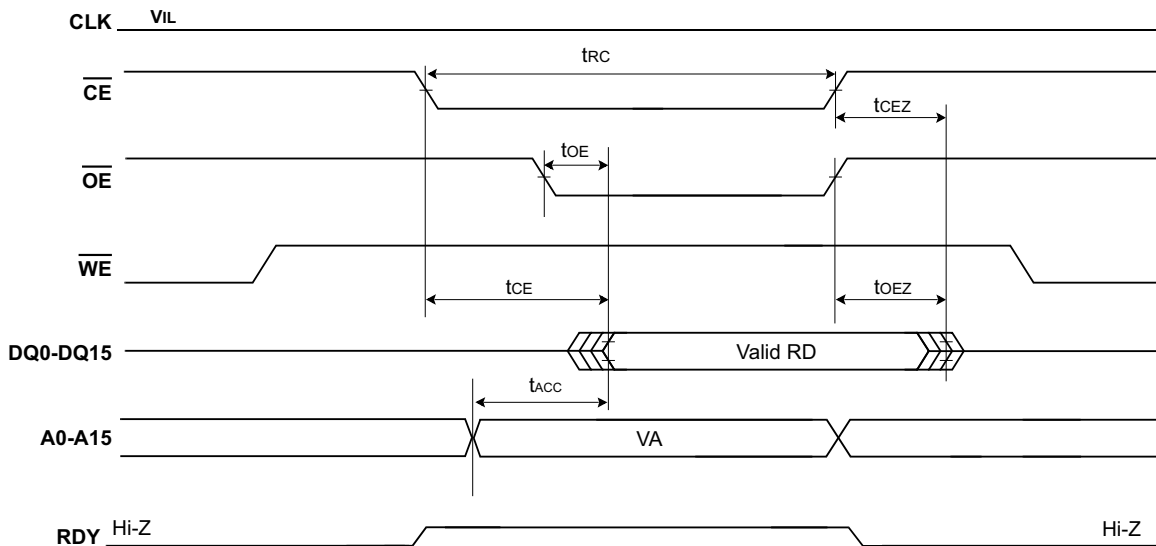 CLK VIL
tRC
CE
tCEZ
tOE
OE
WE
tCE
tOEZ
DQ0-DQ15 Valid RD
tACC
A0-A15 VA
RDY Hi-Z Hi-Z